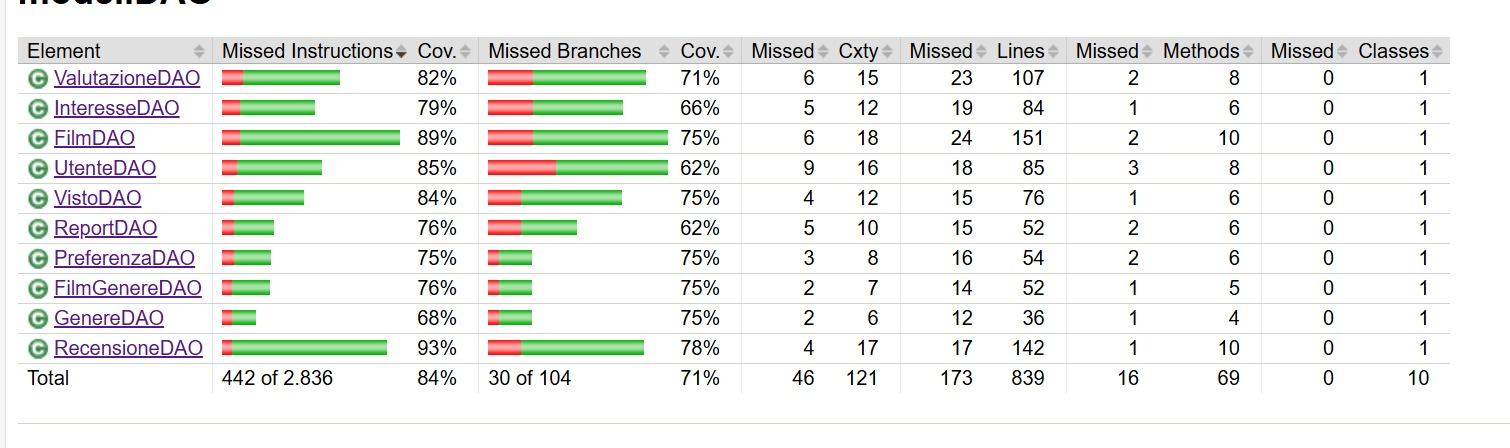 modelliDAO
Element Missed Instructions Cov. Missed Branches Cov. Missed Cxty Missed Lines Missed Methods Missed Classes
ValutazioneDAO 82% 71% 6 15 23 107 2 8 0 1
InteresseDAO 79% 66% 5 12 19 84 1 6 0 1
FilmDAO 89% 75% 6 18 24 151 2 10 0 1
UtenteDAO 85% 62% 9 16 18 85 3 8 0 1
VistoDAO 84% 75% 4 12 15 76 1 6 0 1
ReportDAO 76% 62% 5 10 15 52 2 6 0 1
PreferenzaDAO 75% 75% 3 8 16 54 2 6 0 1
FilmGenereDAO 76% 75% 2 7 14 52 1 5 0 1
GenereDAO 68% 75% 2 6 12 36 1 4 0 1
RecensioneDAO 93% 78% 4 17 17 142 1 10 0 1
Total 442 of 2.836 84% 30 of 104 71% 46 121 173 839 16 69 0 10